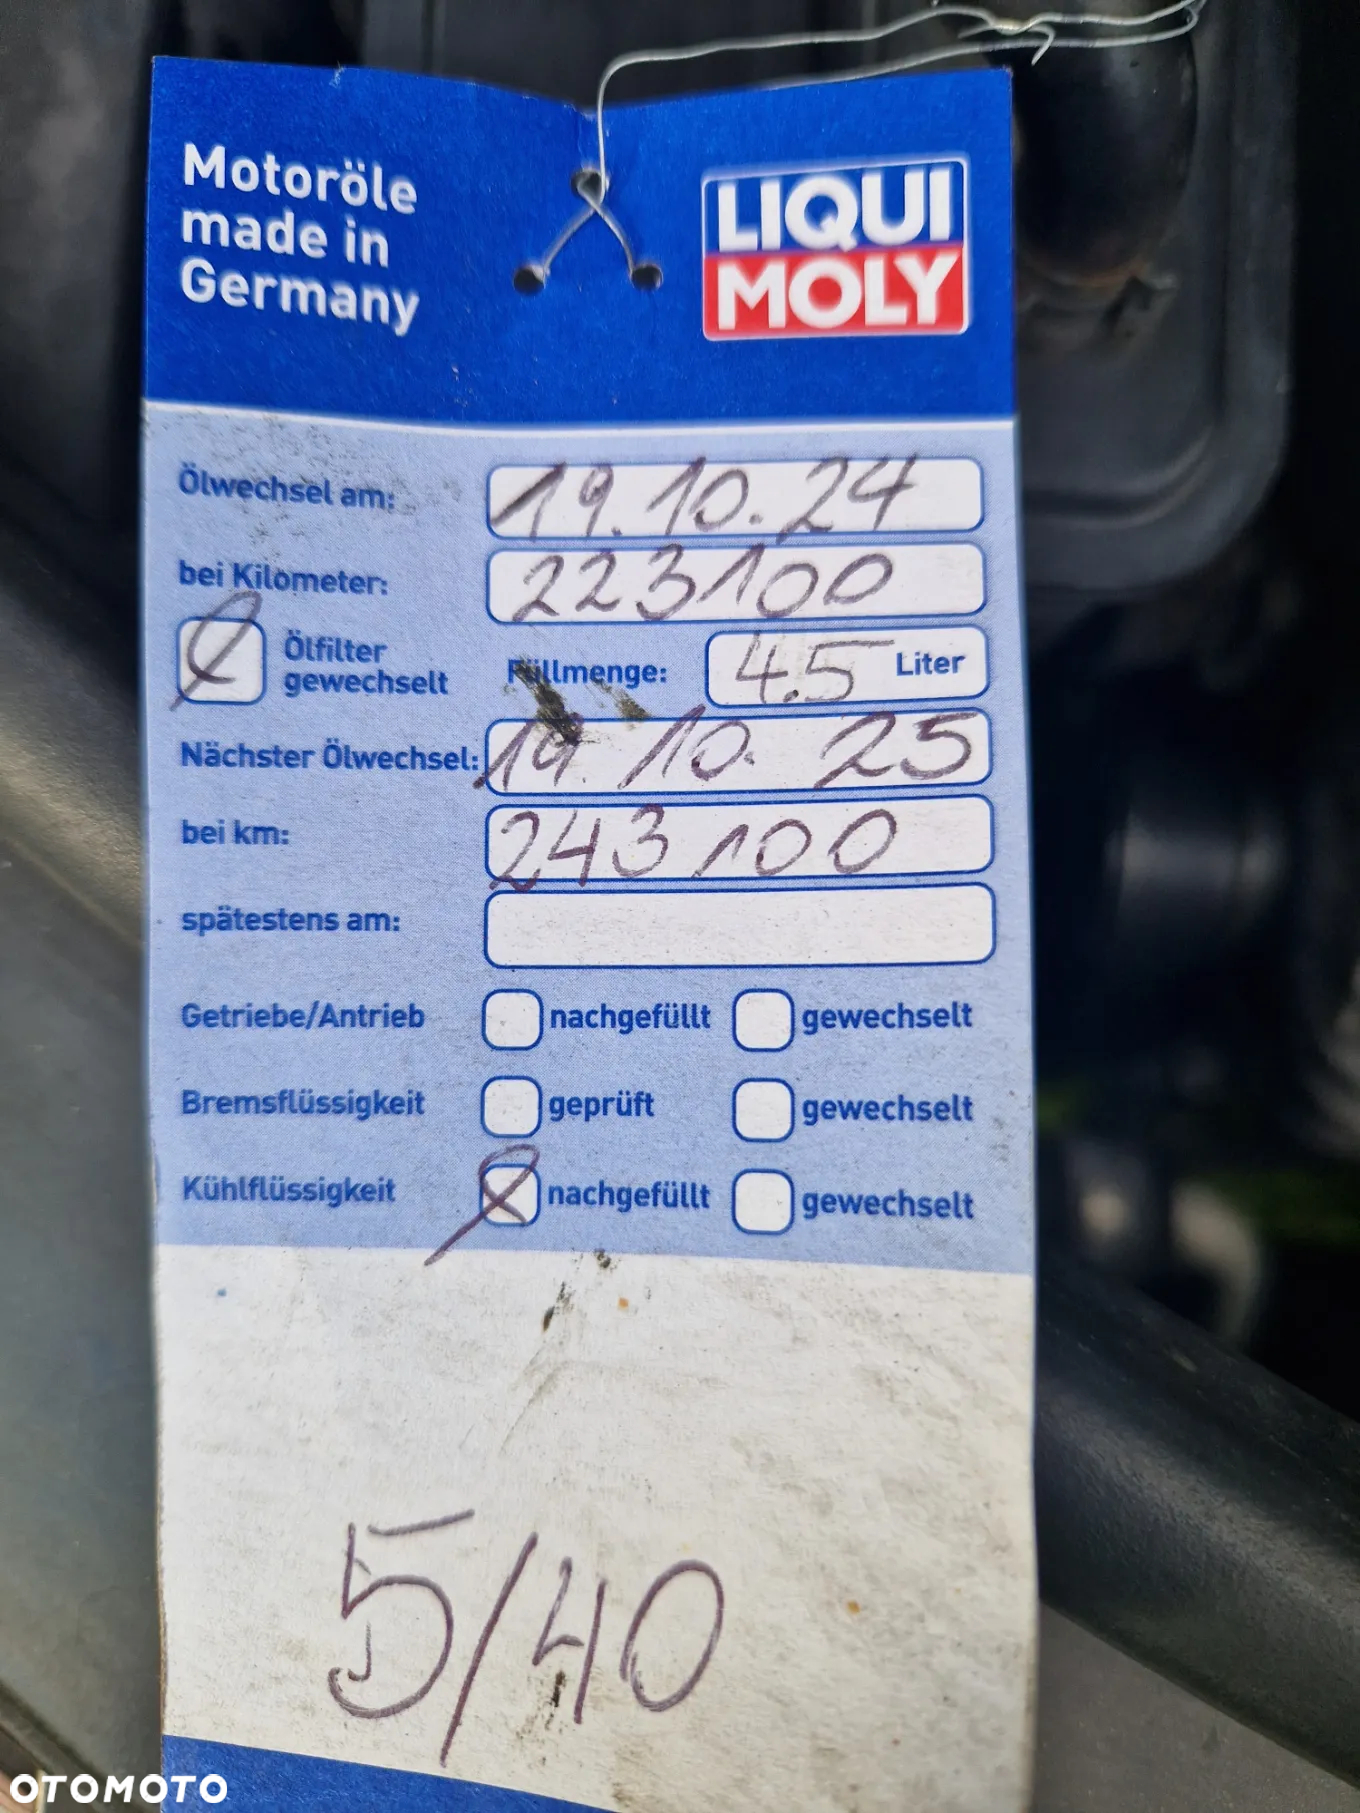 Motoröle
made in
Germany
LIQUI
MOLY
Ölwechsel am: 19.10.24
bei Kilometer: 223100
Ölfilter
gewechselt
Füllmenge: 4.5 Liter
Nächster Ölwechsel: 19.10.25
bei km: 243100
spätestens am:
Getriebe/Antrieb nachgefüllt gewechselt
Bremsflüssigkeit geprüft gewechselt
Kühlflüssigkeit nachgefüllt gewechselt
5/40
OTOMOTO